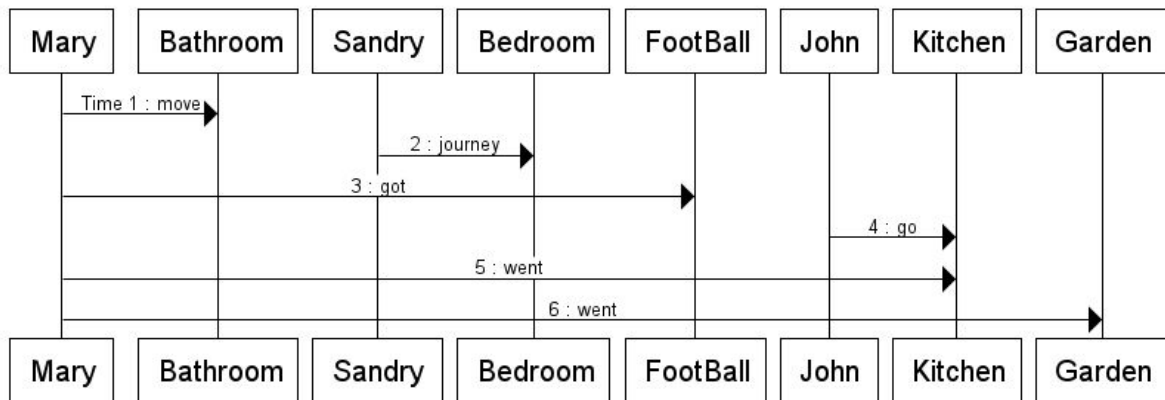 Mary Bathroom Sandry Bedroom FootBall John Kitchen Garden
Time 1 : move
2 : journey
3 : got
4 : go
5 : went
6 : went
Mary Bathroom Sandry Bedroom FootBall John Kitchen Garden